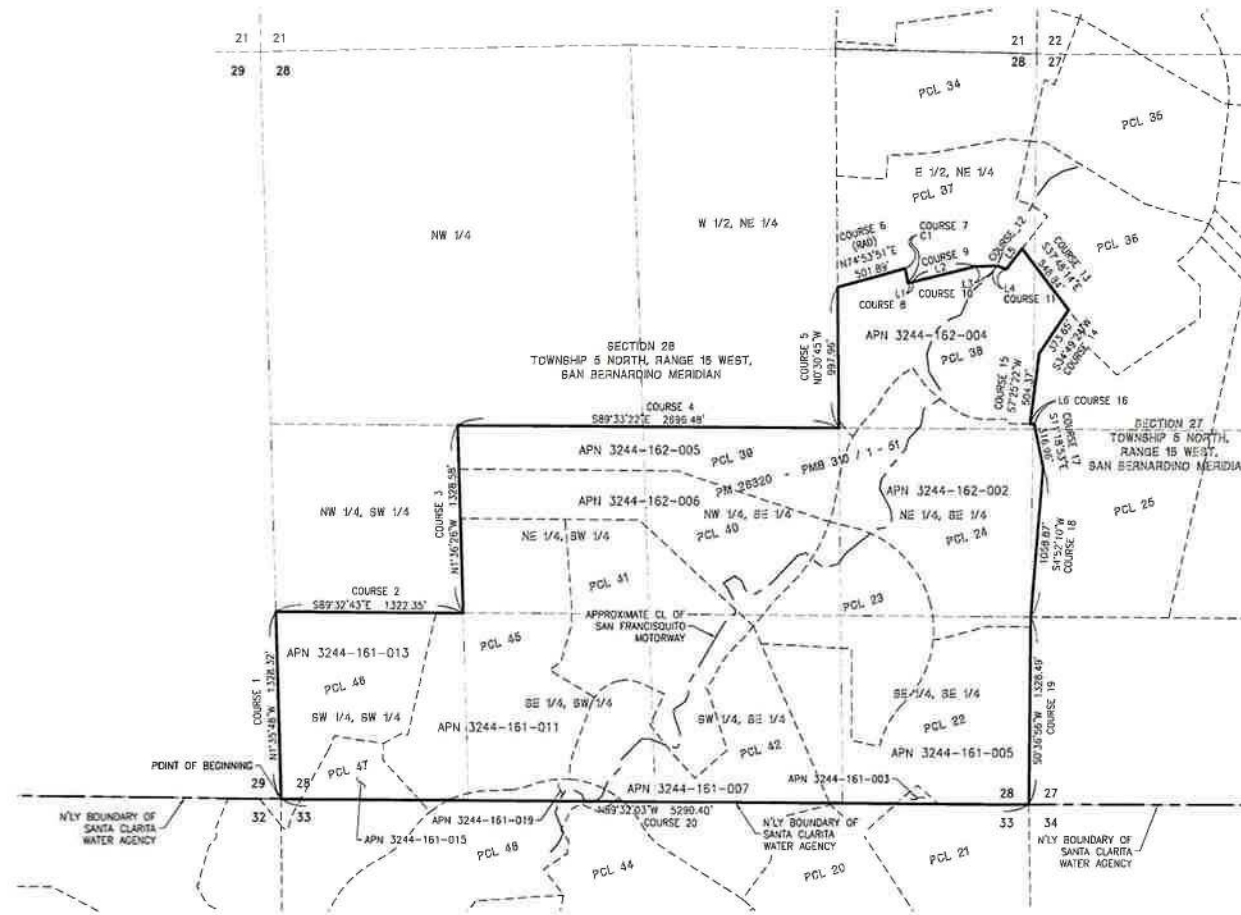 21 21
29 28
21 22
28 27
PCL 34
PCL 35
E 1/2, NE 1/4
PCL 37
NW 1/4
W 1/2, NE 1/4
PCL 36
COURSE 6
(RAD)
N74°53'51"E
501.89'
COURSE 7
C1
COURSE 9
L2
COURSE 12
L5
COURSE 13
S37°48'14"E
548.84'
L1
COURSE 8
COURSE 10
L3
L4
COURSE 11
APN 3244-162-004
PCL 38
373.65'
S34°49'24"W
COURSE 14
COURSE 5
N0°30'45"W
997.96'
SECTION 28
TOWNSHIP 5 NORTH, RANGE 16 WEST,
SAN BERNARDINO MERIDIAN
COURSE 15
S7°25'22"W
504.37'
L6 COURSE 16
COURSE 4
S89°33'22"E 2696.48'
COURSE 17
S11°18'53"E
316.96'
SECTION 27
TOWNSHIP 5 NORTH,
RANGE 16 WEST,
SAN BERNARDINO MERIDIA
APN 3244-162-005
PCL 39
PM 26320 - PMB 310 / 1 - 51
APN 3244-162-006
APN 3244-162-002
COURSE 3
N1°36'26"W 1328.58'
NW 1/4, SW 1/4
NW 1/4, SE 1/4
PCL 40
NE 1/4, SE 1/4
PCL 24
NE 1/4, SW 1/4
PCL 25
1058.87'
S4°52'10"W
COURSE 18
PCL 41
COURSE 2
S89°32'43"E 1322.35'
APPROXIMATE CL OF
SAN FRANCISQUITO
MOTORWAY
PCL 23
APN 3244-161-013
PCL 45
PCL 46
COURSE 1
N1°35'48"W 1328.32'
SW 1/4, SW 1/4
SE 1/4, SW 1/4
SW 1/4, SE 1/4
SE 1/4, SE 1/4
APN 3244-161-011
PCL 42
PCL 22
APN 3244-161-005
S0°36'56"W 1328.49'
COURSE 19
POINT OF BEGINNING
PCL 47
29 28
32 33
APN 3244-161-007
APN 3244-161-003
28 27
33 34
N89°32'03"W 5290.40'
COURSE 20
N'LY BOUNDARY OF
SANTA CLARITA
WATER AGENCY
APN 3244-161-019
APN 3244-161-015
PCL 48
PCL 44
N'LY BOUNDARY OF
SANTA CLARITA
WATER AGENCY
PCL 20
PCL 21
N'LY BOUNDARY OF
SANTA CLARITA
WATER AGENCY